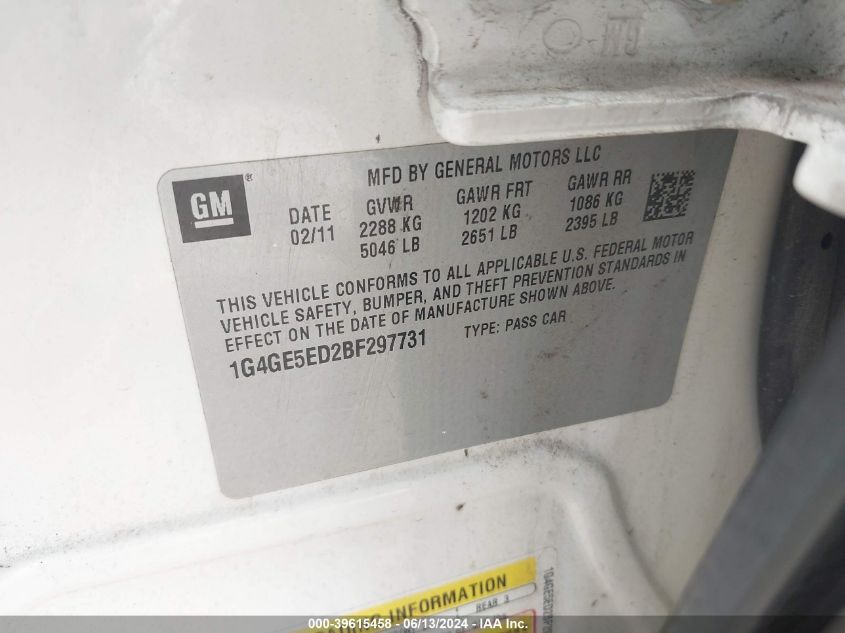 MFD BY GENERAL MOTORS LLC
GM ®
DATE GVWR GAWR FRT GAWR RR
02/11 2288 KG 1202 KG 1086 KG
5046 LB 2651 LB 2395 LB
THIS VEHICLE CONFORMS TO ALL APPLICABLE U.S. FEDERAL MOTOR
VEHICLE SAFETY, BUMPER, AND THEFT PREVENTION STANDARDS IN
EFFECT ON THE DATE OF MANUFACTURE SHOWN ABOVE.
1G4GE5ED2BF297731 TYPE: PASS CAR
INFORMATION
REAR 3
000-39615458 - 06/13/2024 - IAA Inc.